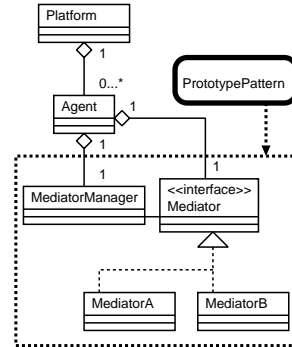 Platform
1
0...*
Agent
1
1
PrototypePattern
1
1
MediatorManager
<<interface>>
Mediator
MediatorA
MediatorB